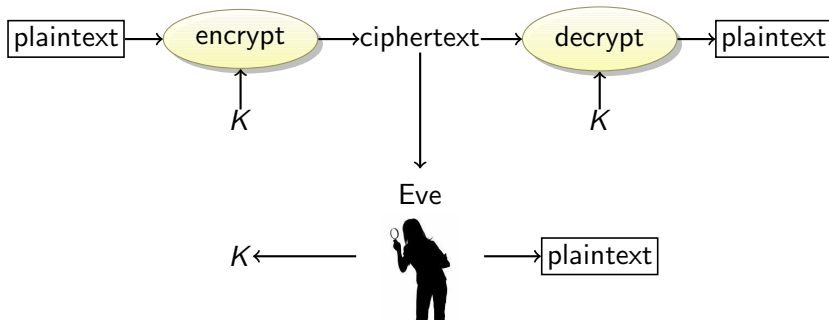 plaintext encrypt ciphertext decrypt plaintext
K K
Eve
K plaintext